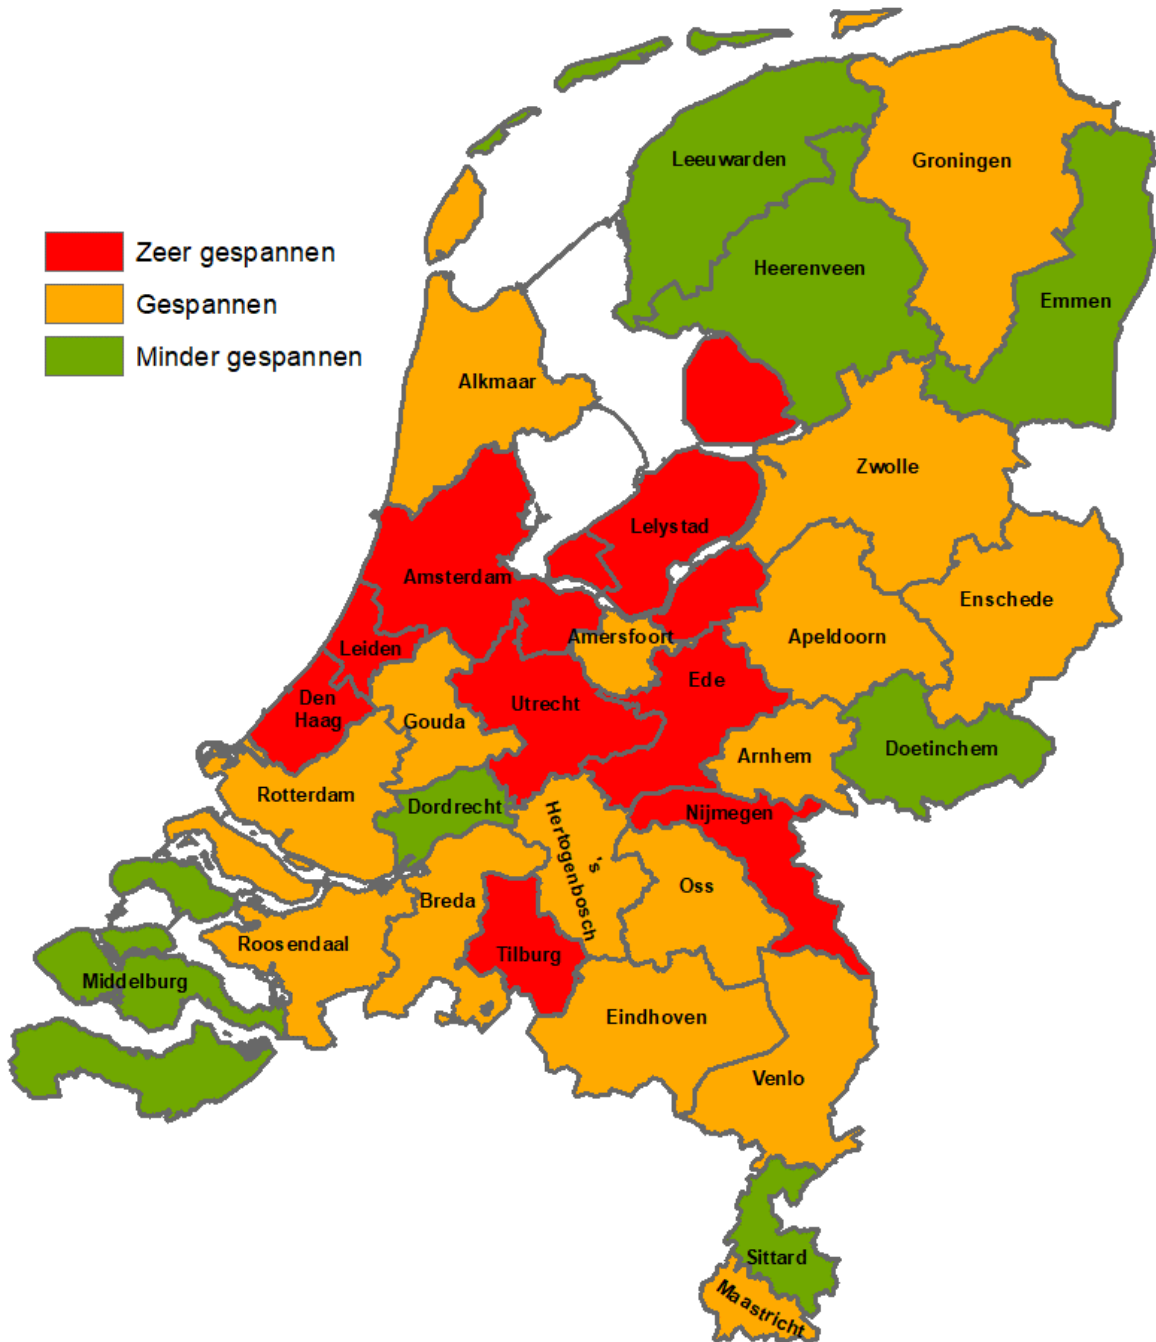 Leeuwarden
Groningen
Zeer gespannen
Heerenveen
Gespannen
Emmen
Minder gespannen
Alkmaar
Zwolle
Lelystad
Amsterdam
Enschede
Amersfoort
Apeldoorn
Leiden
Ede
Den
Haag
Utrecht
Gouda
Arnhem
Doetinchem
Rotterdam
Dordrecht
Nijmegen
's
Hertogenbosch
Oss
Breda
Roosendaal
Tilburg
Middelburg
Eindhoven
Venlo
Sittard
Maastricht